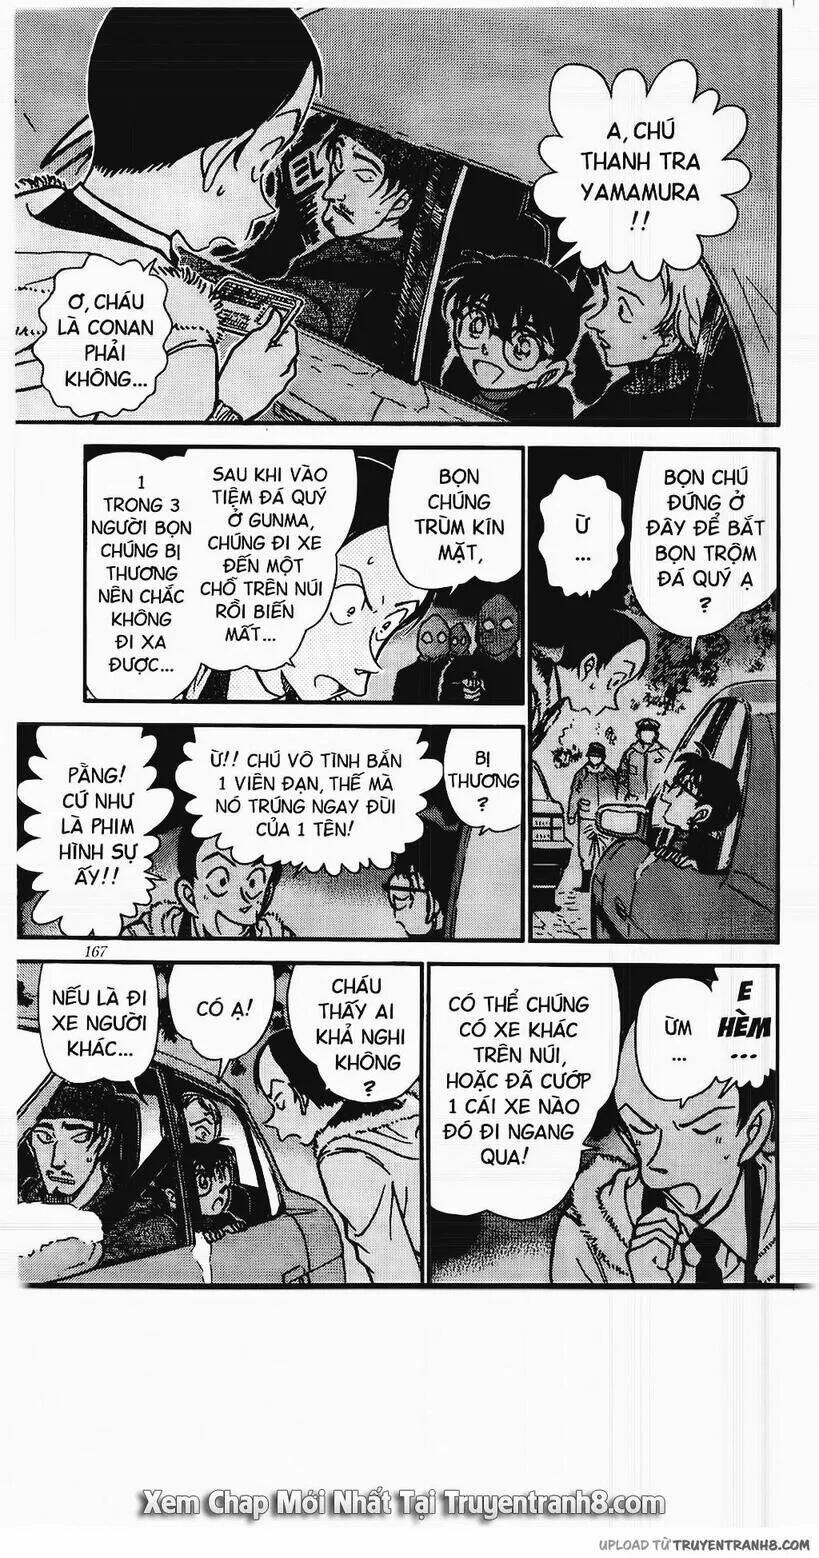 A, CHÚ
THANH TRA
YAMAMURA
!!
Ơ, CHÁU
LÀ CONAN
PHẢI
KHÔNG...
BỌN CHÚ
ĐỨNG Ở
ĐÂY ĐỂ BẮT
BỌN TRỘM
ĐÁ QUÝ Ạ
?
Ừ
...
BỌN
CHÚNG
TRÙM KÍN
MẶT,
SAU KHI VÀO
TIỆM ĐÁ QUÝ
Ở GUNMA,
CHÚNG ĐI XE
ĐẾN MỘT
CHỖ TRÊN NÚI
RỒI BIẾN
MẤT...
1
TRONG 3
NGƯỜI BỌN
CHÚNG BỊ
THƯƠNG
NÊN CHẮC
KHÔNG
ĐI XA
ĐƯỢC...
BỊ
THƯƠNG
?
Ừ!! CHÚ VÔ TÌNH BẮN
1 VIÊN ĐẠN, THẾ MÀ
NÓ TRÚNG NGAY ĐÙI
CỦA 1 TÊN!
PẰNG!
CỨ NHƯ
LÀ PHIM
HÌNH SỰ
ẤY!!
167
E
HÈM
...
ỪM
...
CÓ THỂ CHÚNG
CÓ XE KHÁC
TRÊN NÚI,
HOẶC ĐÃ CƯỚP
1 CÁI XE NÀO
ĐÓ ĐI NGANG
QUA!
CHÁU
THẤY AI
KHẢ NGHI
KHÔNG
?
CÓ Ạ!
NẾU LÀ ĐI
XE NGƯỜI
KHÁC...
Xem Chap Mới Nhất Tại Truyentranh8.com
UPLOAD TỪ TRUYENTRANH8.COM